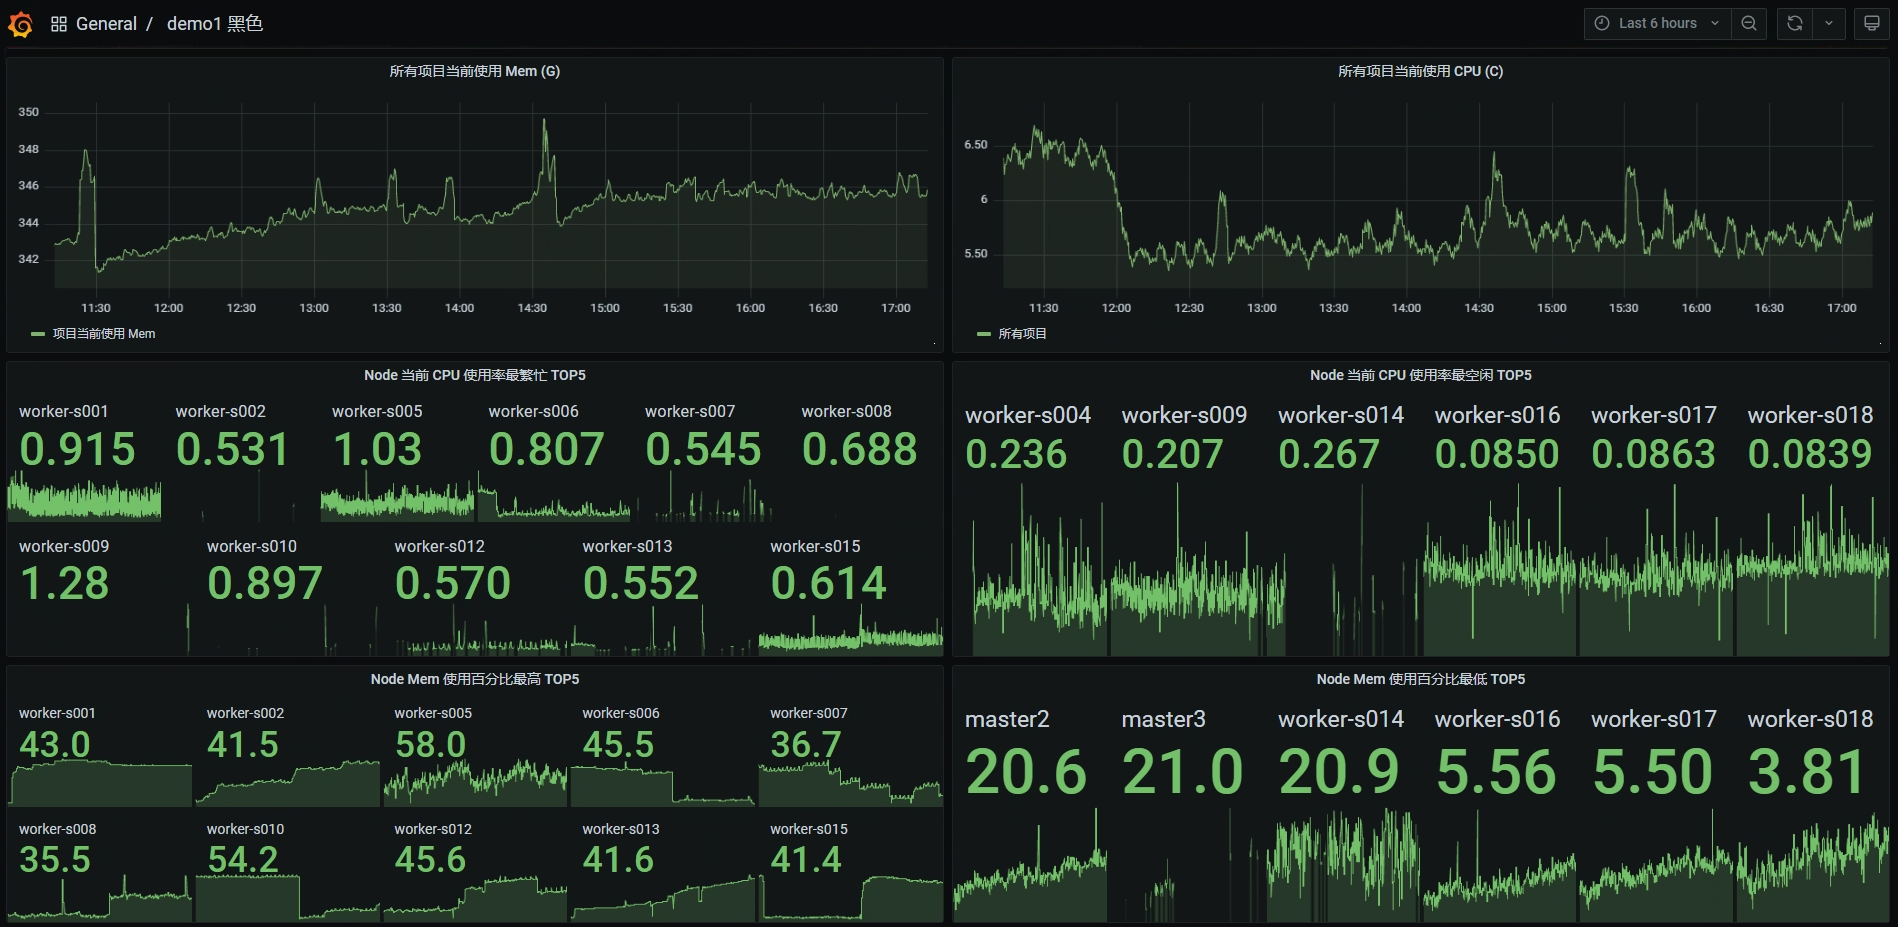 General / demo1 黑色
Last 6 hours
所有项目当前使用 Mem (G)
350
348
346
344
342
11:30 12:00 12:30 13:00 13:30 14:00 14:30 15:00 15:30 16:00 16:30 17:00
项目当前使用 Mem
所有项目当前使用 CPU (C)
6.50
6
5.50
11:30 12:00 12:30 13:00 13:30 14:00 14:30 15:00 15:30 16:00 16:30 17:00
所有项目
Node 当前 CPU 使用率最繁忙 TOP5
worker-s001 worker-s002 worker-s005 worker-s006 worker-s007 worker-s008
0.915 0.531 1.03 0.807 0.545 0.688
worker-s009 worker-s010 worker-s012 worker-s013 worker-s015
1.28 0.897 0.570 0.552 0.614
Node 当前 CPU 使用率最空闲 TOP5
worker-s004 worker-s009 worker-s014 worker-s016 worker-s017 worker-s018
0.236 0.207 0.267 0.0850 0.0863 0.0839
Node Mem 使用百分比最高 TOP5
worker-s001 worker-s002 worker-s005 worker-s006 worker-s007
43.0 41.5 58.0 45.5 36.7
worker-s008 worker-s010 worker-s012 worker-s013 worker-s015
35.5 54.2 45.6 41.6 41.4
Node Mem 使用百分比最低 TOP5
master2 master3 worker-s014 worker-s016 worker-s017 worker-s018
20.6 21.0 20.9 5.56 5.50 3.81